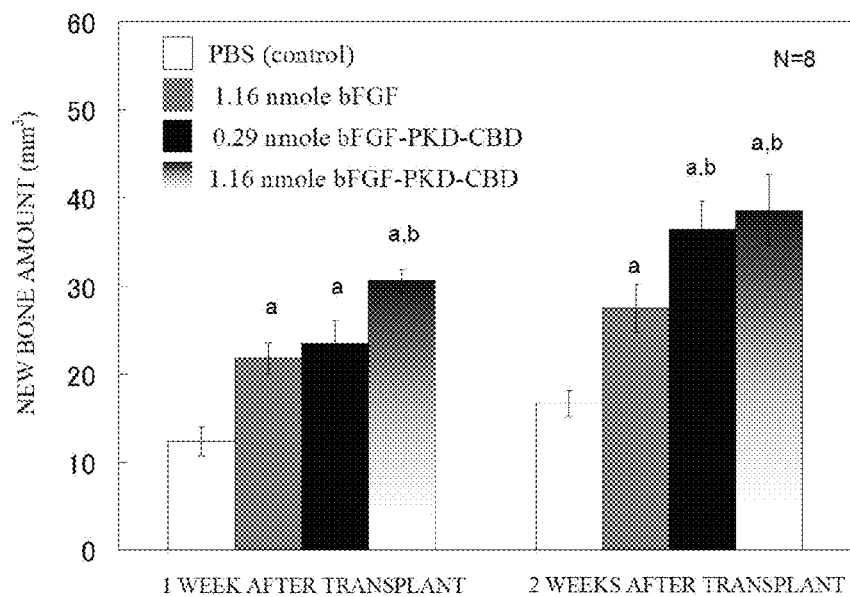 60
50
40
30
20
10
0
NEW BONE AMOUNT (mm³)
PBS (control)
1.16 nmole bFGF
0.29 nmole bFGF-PKD-CBD
1.16 nmole bFGF-PKD-CBD
N=8
a
a
a,b
a
a,b
a,b
1 WEEK AFTER TRANSPLANT
2 WEEKS AFTER TRANSPLANT